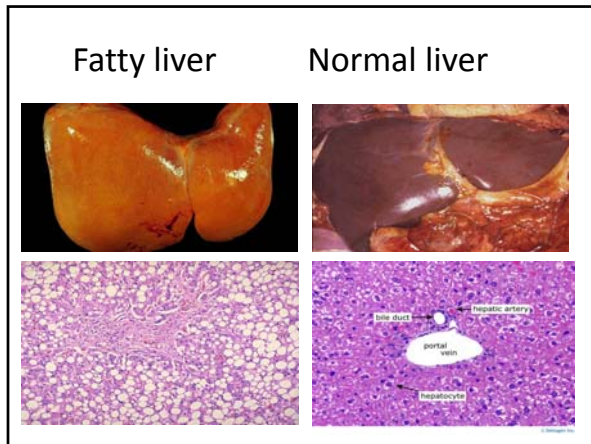 Fatty liver
Normal liver
bile duct
hepatic artery
portal
vein
hepatocyte